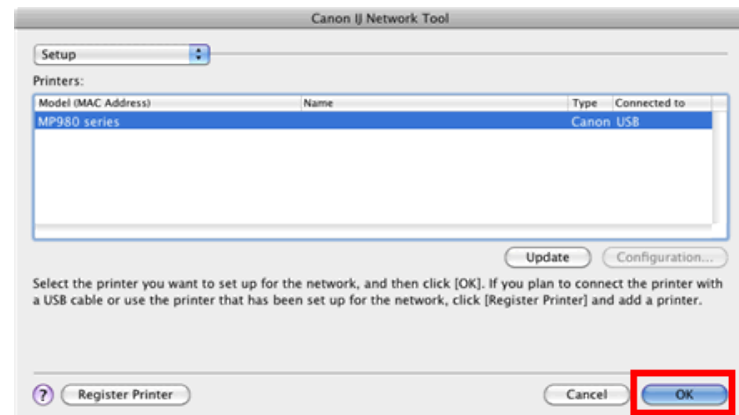 Canon IJ Network Tool
Setup
Printers:
Model (MAC Address) Name Type Connected to
MP980 series Canon USB
Update Configuration...
Select the printer you want to set up for the network, and then click [OK]. If you plan to connect the printer with
a USB cable or use the printer that has been set up for the network, click [Register Printer] and add a printer.
? Register Printer Cancel OK